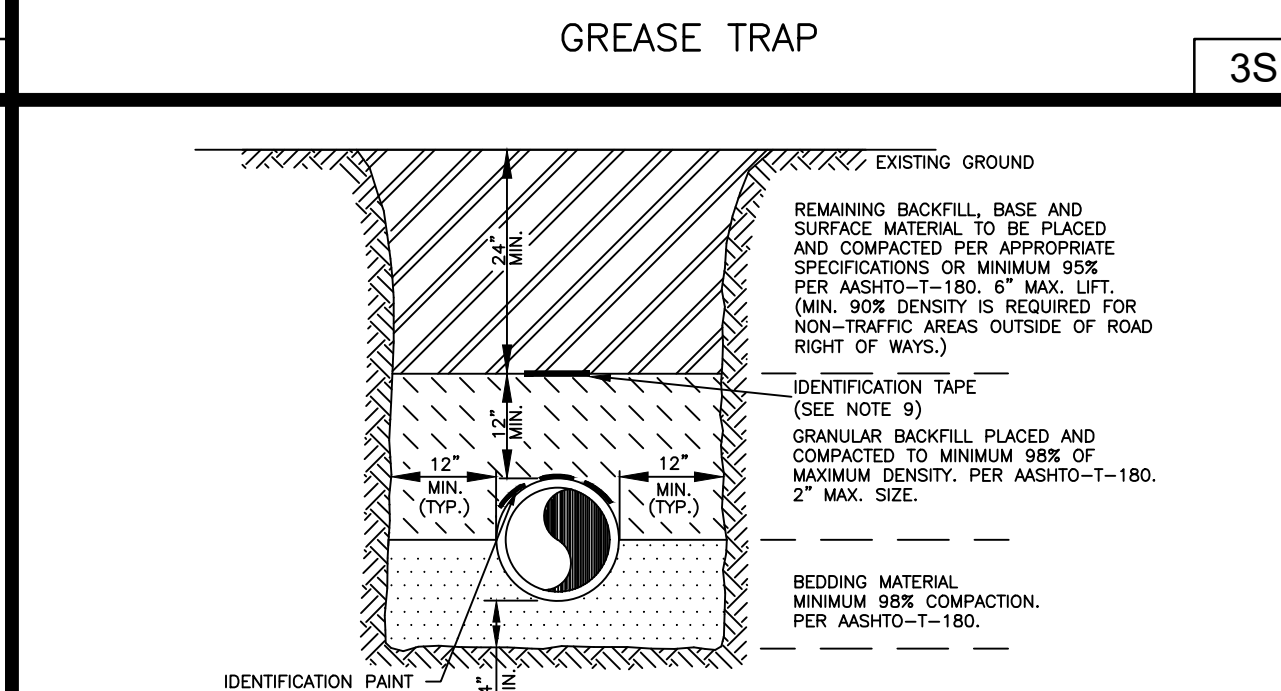 GREASE TRAP
3S
EXISTING GROUND
REMAINING BACKFILL, BASE AND
SURFACE MATERIAL TO BE PLACED
AND COMPACTED PER APPROPRIATE
SPECIFICATIONS OR MINIMUM 95%
PER AASHTO-T-180. 6" MAX. LIFT.
(MIN. 90% DENSITY IS REQUIRED FOR
NON-TRAFFIC AREAS OUTSIDE OF ROAD
RIGHT OF WAYS.)
24"
MIN.
IDENTIFICATION TAPE
(SEE NOTE 9)
12"
MIN.
GRANULAR BACKFILL PLACED AND
COMPACTED TO MINIMUM 98% OF
MAXIMUM DENSITY. PER AASHTO-T-180.
2" MAX. SIZE.
12"
MIN.
(TYP.)
12"
MIN.
(TYP.)
BEDDING MATERIAL
MINIMUM 98% COMPACTION.
PER AASHTO-T-180.
IDENTIFICATION PAINT